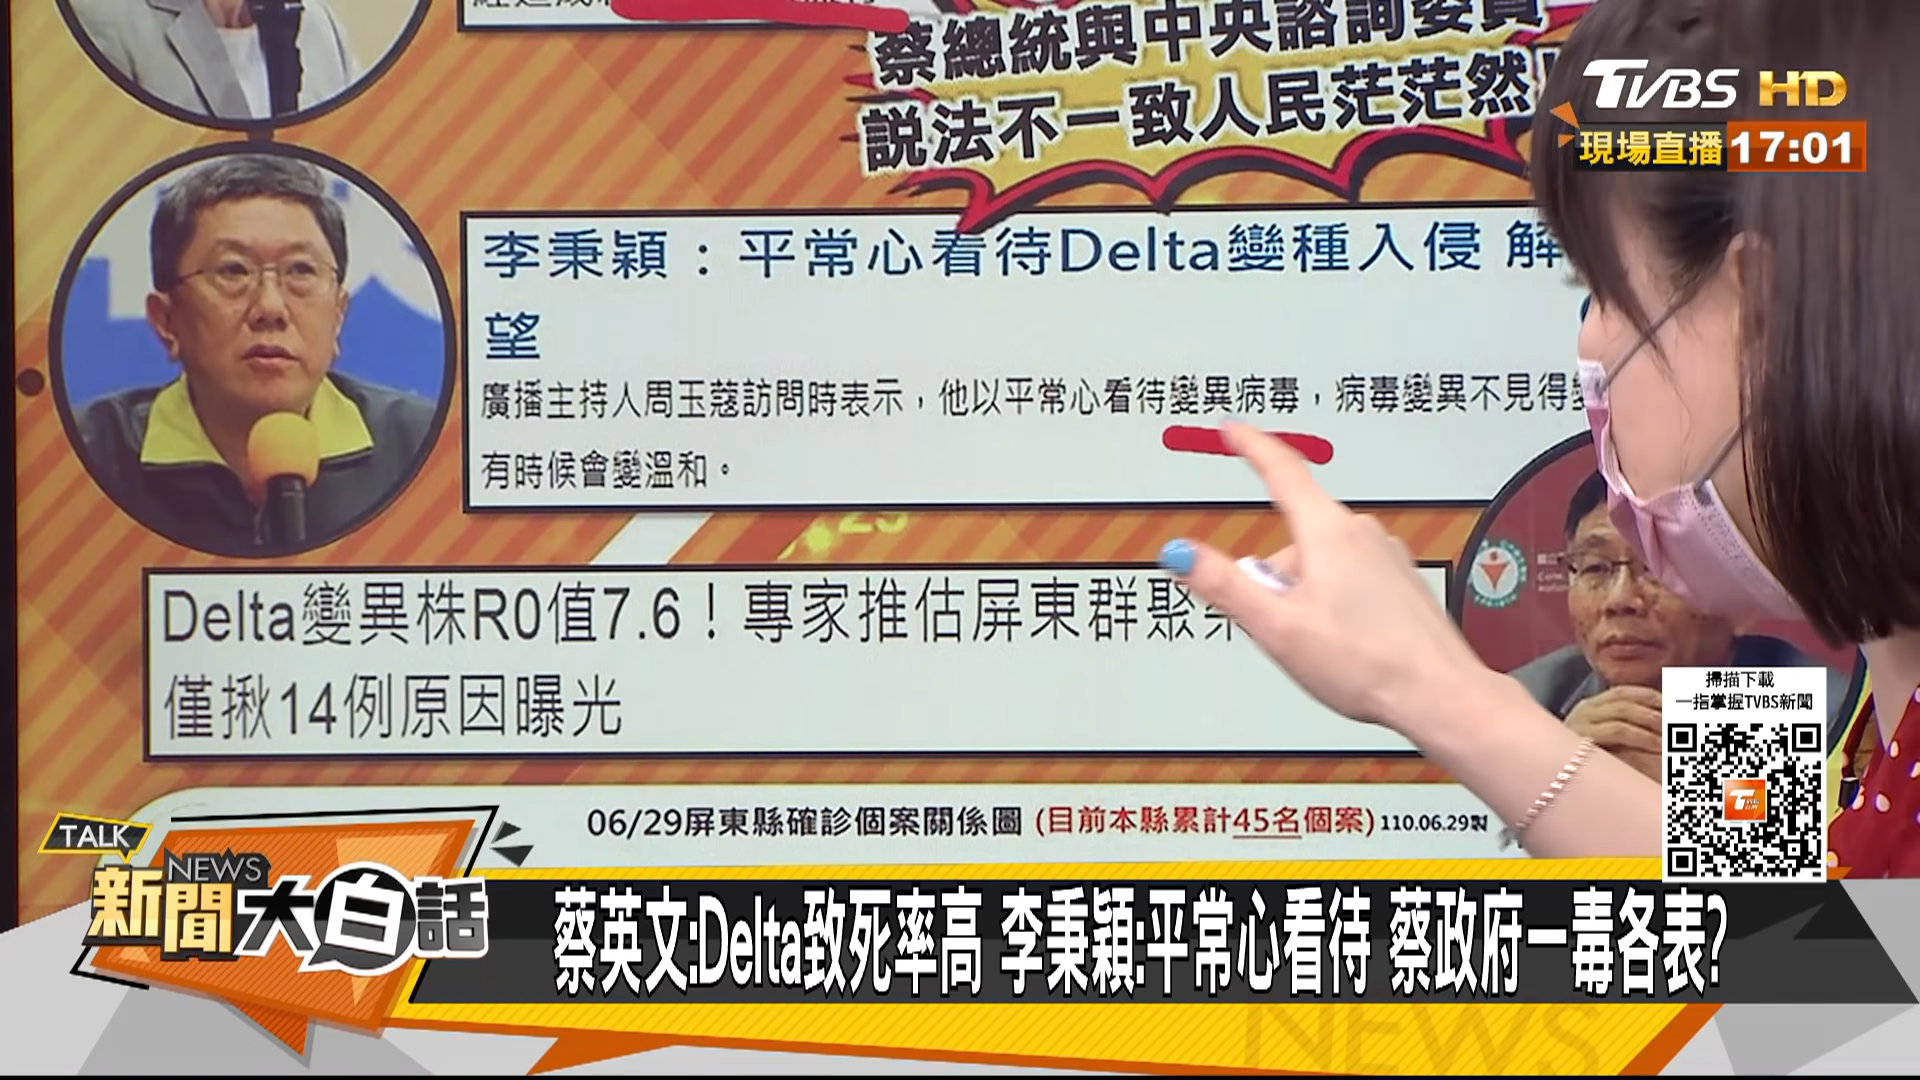 蔡總統與中央諮詢委員
說法不一致人民茫茫然!
TVBS HD
現場直播 17:01
李秉穎：平常心看待Delta變種入侵 解
望
廣播主持人周玉蔻訪問時表示，他以平常心看待變異病毒，病毒變異不見得
有時候會變溫和。
Delta變異株R0值7.6！專家推估屏東群聚
僅揪14例原因曝光
掃描下載
一指掌握TVBS新聞
06/29屏東縣確診個案關係圖 (目前本縣累計45名個案) 110.06.29製
TALK
NEWS
新聞大白話
蔡英文:Delta致死率高 李秉穎:平常心看待 蔡政府一毒各表?
NEWS